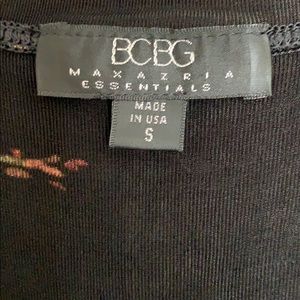 BCBG
MAXAZRIA
ESSENTIALS
MADE
IN USA
S